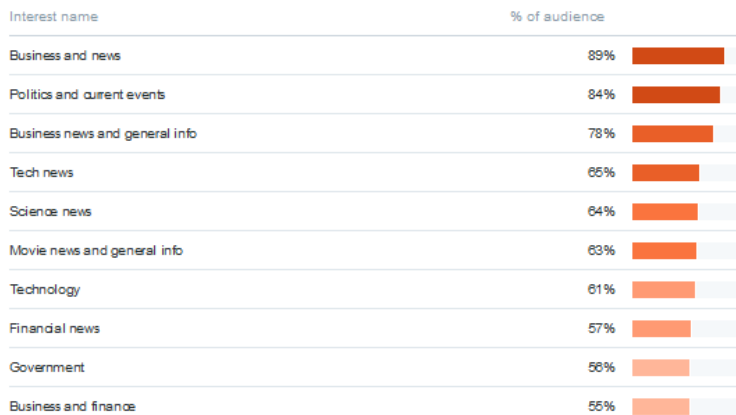 Interest name % of audience
Business and news 89%
Politics and current events 84%
Business news and general info 78%
Tech news 65%
Science news 64%
Movie news and general info 63%
Technology 61%
Financial news 57%
Government 56%
Business and finance 55%